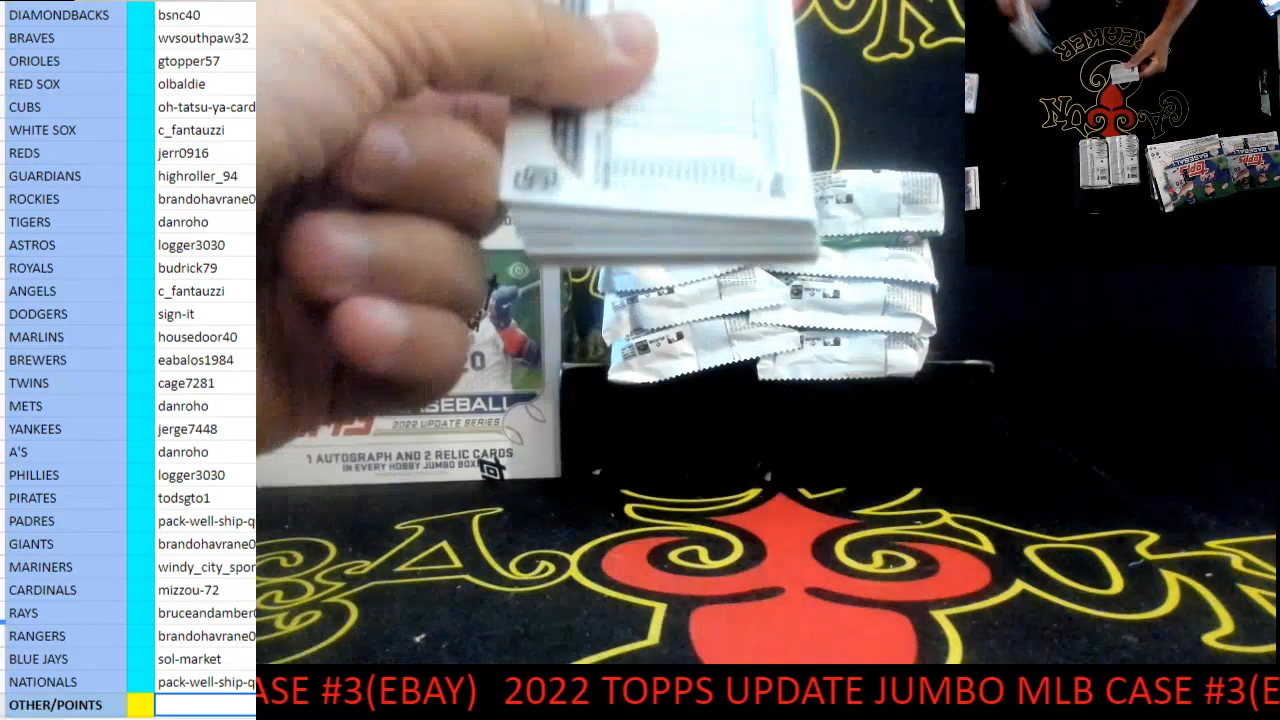 DIAMONDBACKS bsnc40
BRAVES wvsouthpaw32
ORIOLES gtopper57
RED SOX olbaldie
CUBS oh-tatsu-ya-card
WHITE SOX c_fantauzzi
REDS jerr0916
GUARDIANS highroller_94
ROCKIES brandohavrane0
TIGERS danroho
ASTROS logger3030
ROYALS budrick79
ANGELS c_fantauzzi
DODGERS sign-it
MARLINS housedoor40
BREWERS eabalos1984
TWINS cage7281
METS danroho
YANKEES jerge7448
A'S danroho
PHILLIES logger3030
PIRATES todsgto1
PADRES pack-well-ship-q
GIANTS brandohavrane0
MARINERS windy_city_spor
CARDINALS mizzou-72
RAYS bruceandamber
RANGERS brandohavrane0
BLUE JAYS sol-market
NATIONALS pack-well-ship-q
OTHER/POINTS
BASEBALL
2022 UPDATE SERIES
1 AUTOGRAPH AND 2 RELIC CARDS
IN EVERY HOBBY JUMBO BOX
ASE #3(EBAY) 2022 TOPPS UPDATE JUMBO MLB CASE #3(E